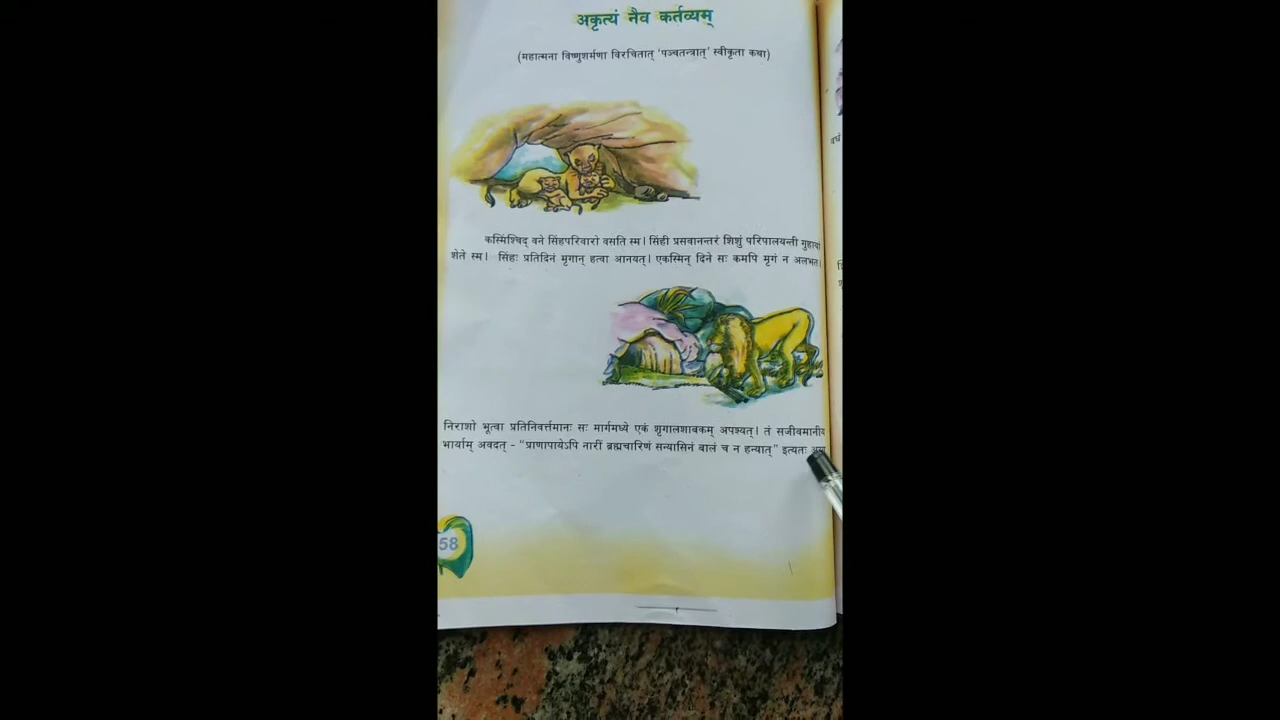 अकृत्यं नैव कर्तव्यम्
(महात्मना विष्णुशर्मणा विरचितात् 'पञ्चतन्त्रात्' स्वीकृता कथा)
कस्मिंश्चिद् वने सिंहपरिवारो वसति स्म। सिंही प्रसवानन्तरं शिशुं परिपालयन्ती गुहायां
शेते स्म। सिंहः प्रतिदिनं मृगान् हत्वा आनयत्। एकस्मिन् दिने सः कमपि मृगं न अलभत।
निराशो भूत्वा प्रतिनिवर्त्तमानः सः मार्गमध्ये एकं शृगालशाबकम् अपश्यत्। तं सजीवमानीय
भार्याम् अवदत् - "प्राणापायेऽपि नारीं ब्रह्मचारिणं सन्यासिनं बालं च न हन्यात्" इत्यतः
58